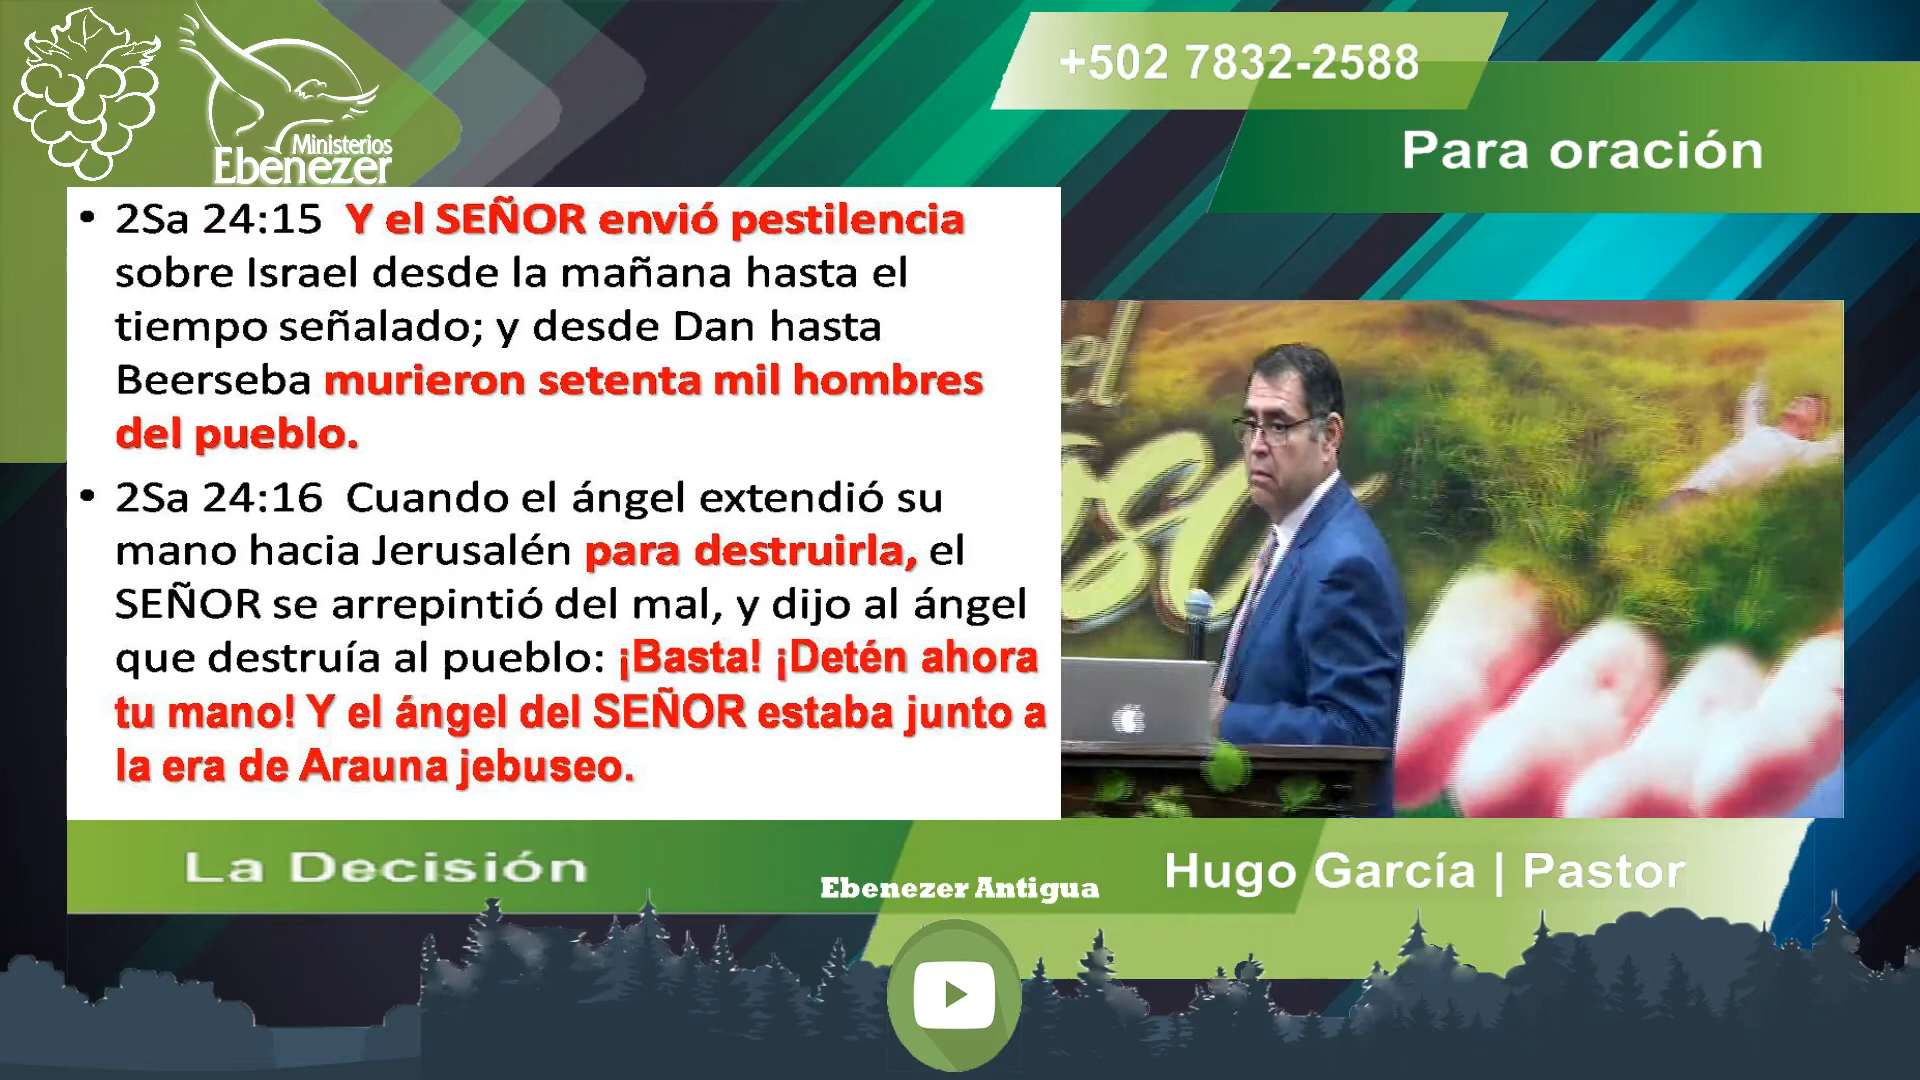 +502 7832-2588
Para oración
Ministerios
Ebenezer
• 2Sa 24:15 Y el SEÑOR envió pestilencia
sobre Israel desde la mañana hasta el
tiempo señalado; y desde Dan hasta
Beerseba murieron setenta mil hombres
del pueblo.
• 2Sa 24:16 Cuando el ángel extendió su
mano hacia Jerusalén para destruirla, el
SEÑOR se arrepintió del mal, y dijo al ángel
que destruía al pueblo: ¡Basta! ¡Detén ahora
tu mano! Y el ángel del SEÑOR estaba junto a
la era de Arauna jebuseo.
La Decisión
Ebenezer Antigua
Hugo García | Pastor